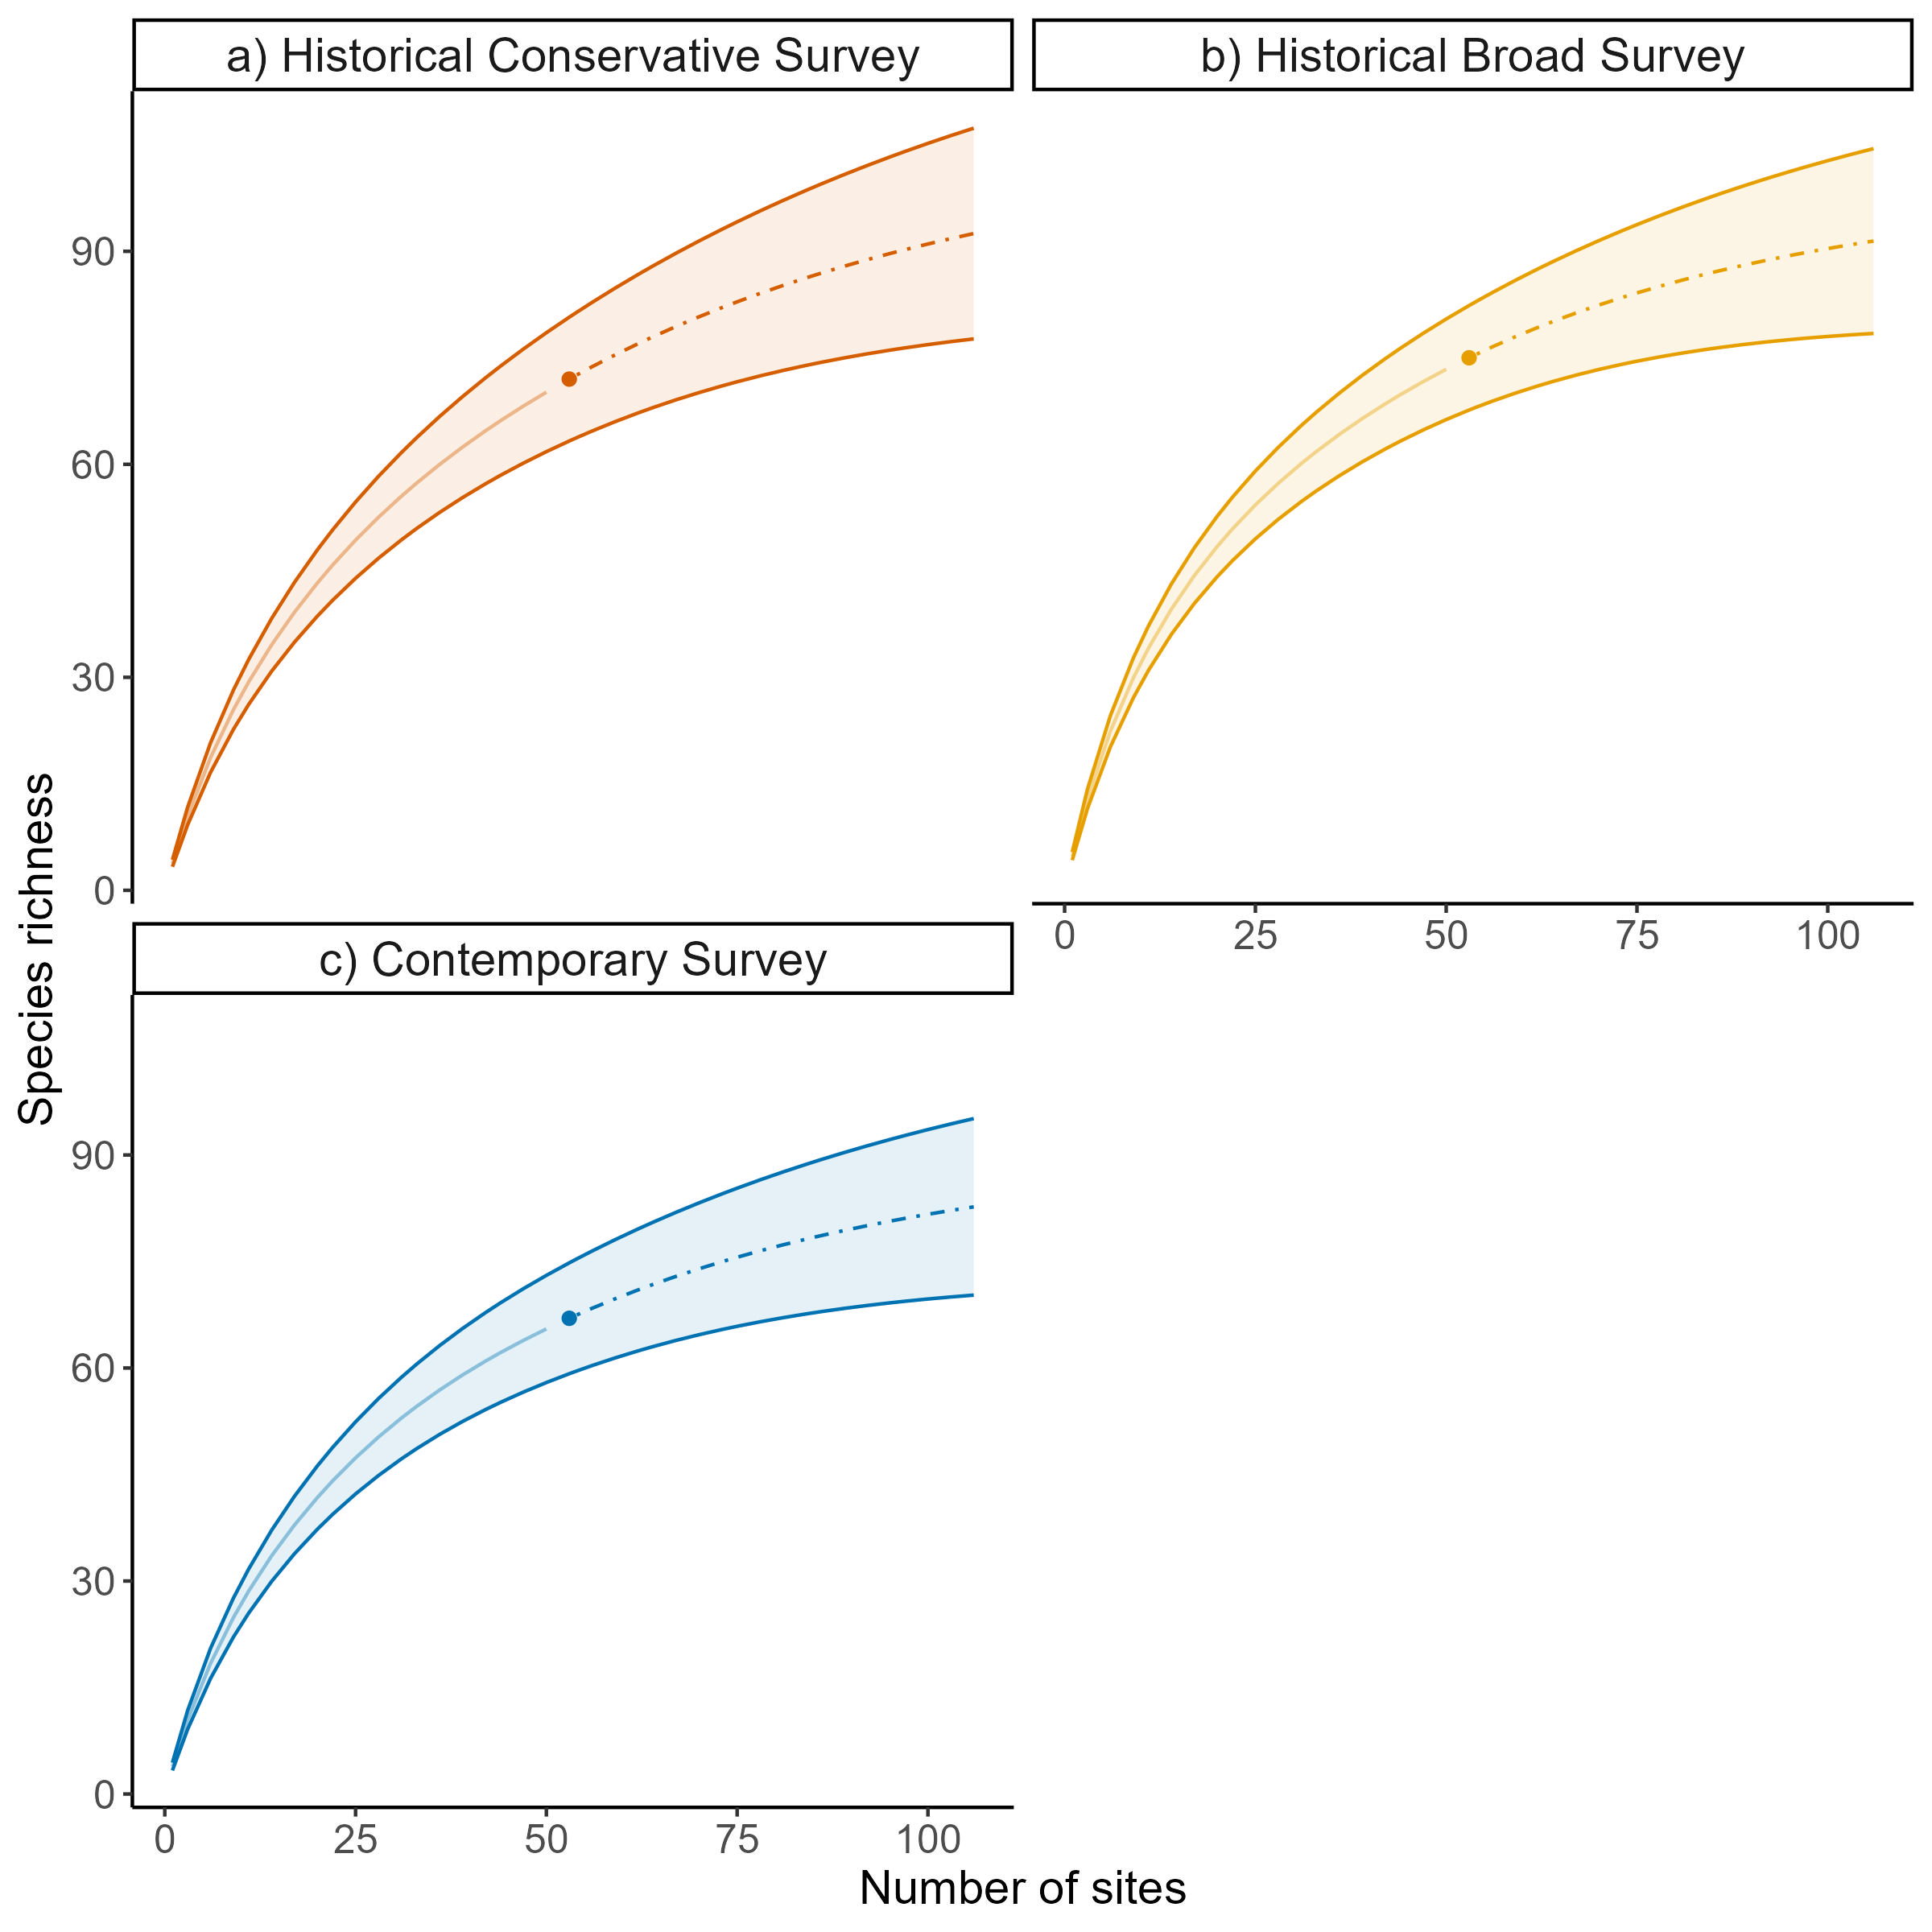 a) Historical Conservative Survey
b) Historical Broad Survey
90
60
30
0
0 25 50 75 100
c) Contemporary Survey
Species richness
90
60
30
0
0 25 50 75 100
Number of sites